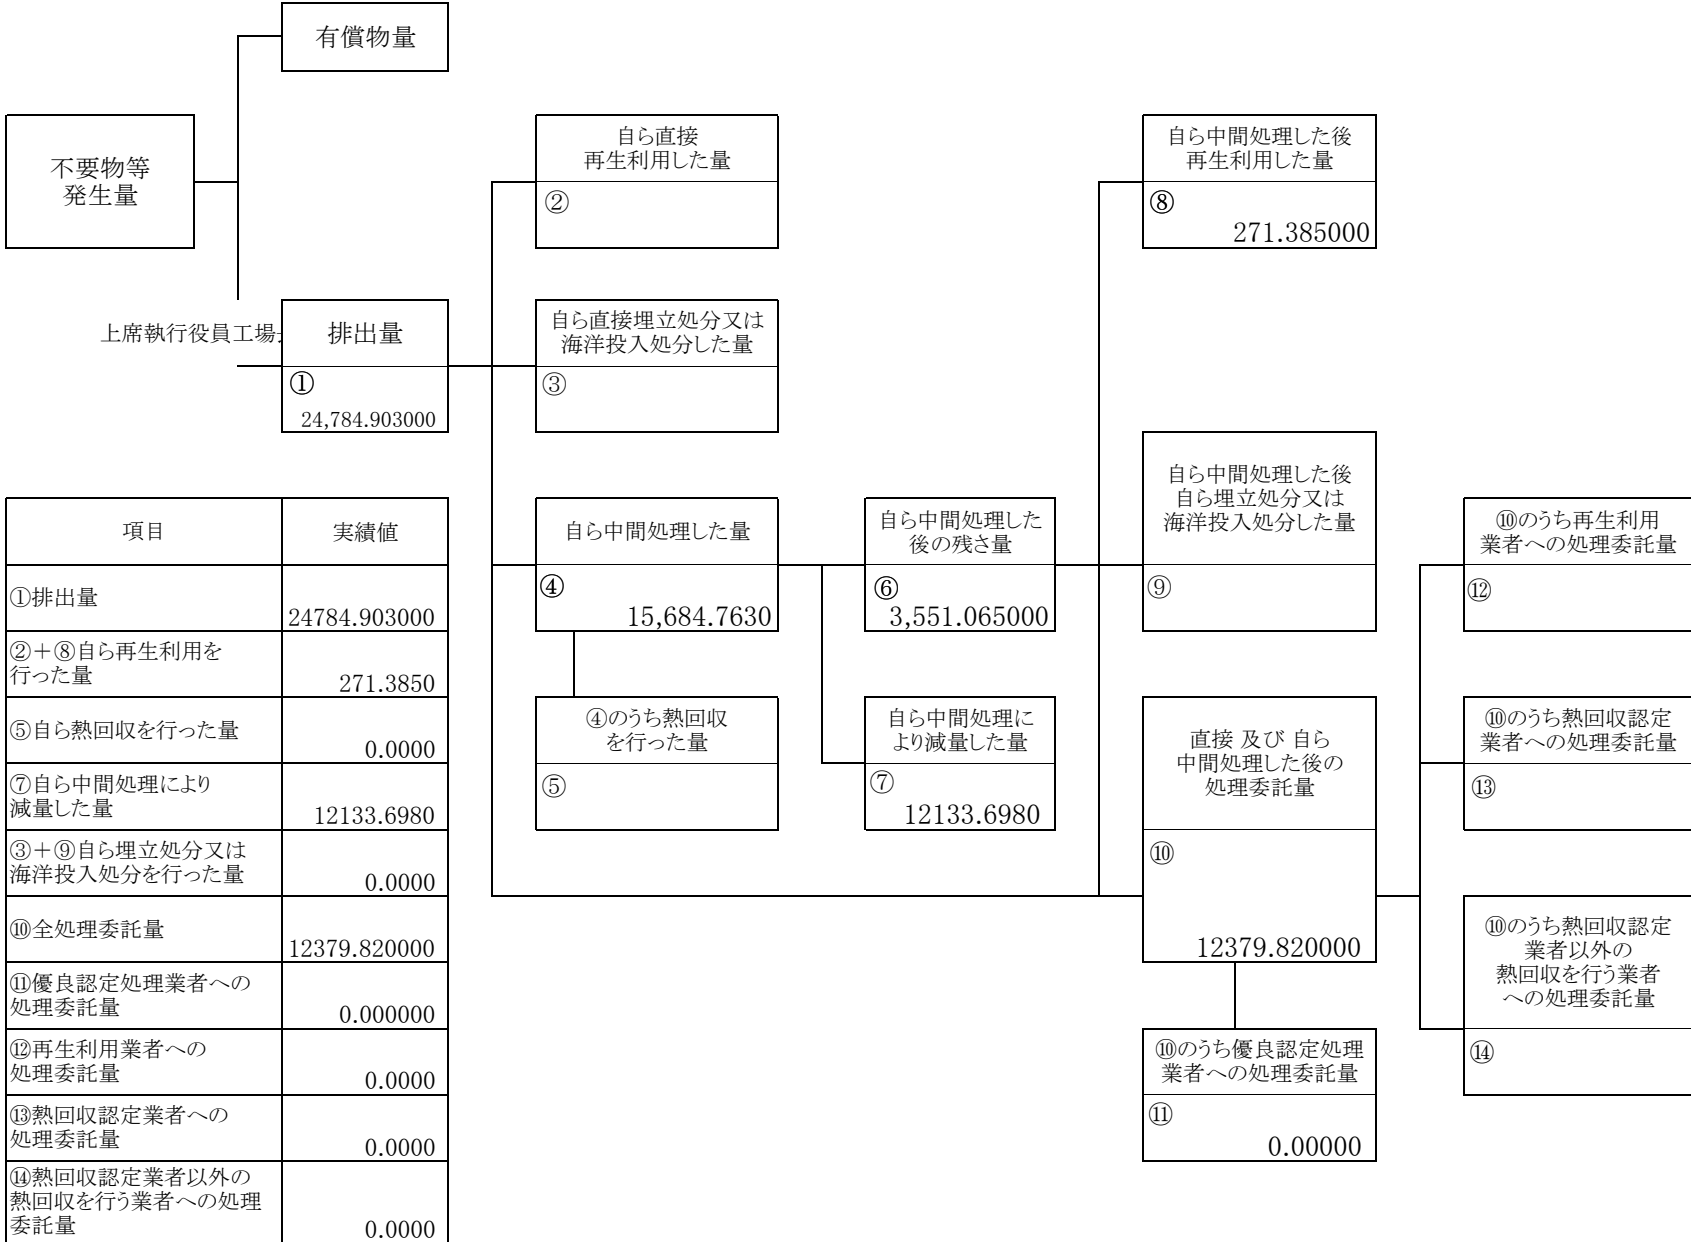 有償物量
不要物等
発生量
自ら直接
再生利用した量
②
自ら中間処理した後
再生利用した量
⑧
271.385000
上席執行役員工場
排出量
①
24,784.903000
自ら直接埋立処分又は
海洋投入処分した量
③
項目
実績値
①排出量
24784.903000
②＋⑧自ら再生利用を
行った量
271.3850
⑤自ら熱回収を行った量
0.0000
⑦自ら中間処理により
減量した量
12133.6980
③＋⑨自ら埋立処分又は
海洋投入処分を行った量
0.0000
⑩全処理委託量
12379.820000
⑪優良認定処理業者への
処理委託量
0.000000
⑫再生利用業者への
処理委託量
0.0000
⑬熱回収認定業者への
処理委託量
0.0000
⑭熱回収認定業者以外の
熱回収を行う業者への処理
委託量
0.0000
自ら中間処理した量
④
15,684.7630
④のうち熱回収
を行った量
⑤
自ら中間処理した
後の残さ量
⑥
3,551.065000
自ら中間処理に
より減量した量
⑦
12133.6980
自ら中間処理した後
自ら埋立処分又は
海洋投入処分した量
⑨
直接 及び 自ら
中間処理した後の
処理委託量
⑩
12379.820000
⑩のうち優良認定処理
業者への処理委託量
⑪
0.00000
⑩のうち再生利用
業者への処理委託量
⑫
⑩のうち熱回収認定
業者への処理委託量
⑬
⑩のうち熱回収認定
業者以外の
熱回収を行う業者
への処理委託量
⑭